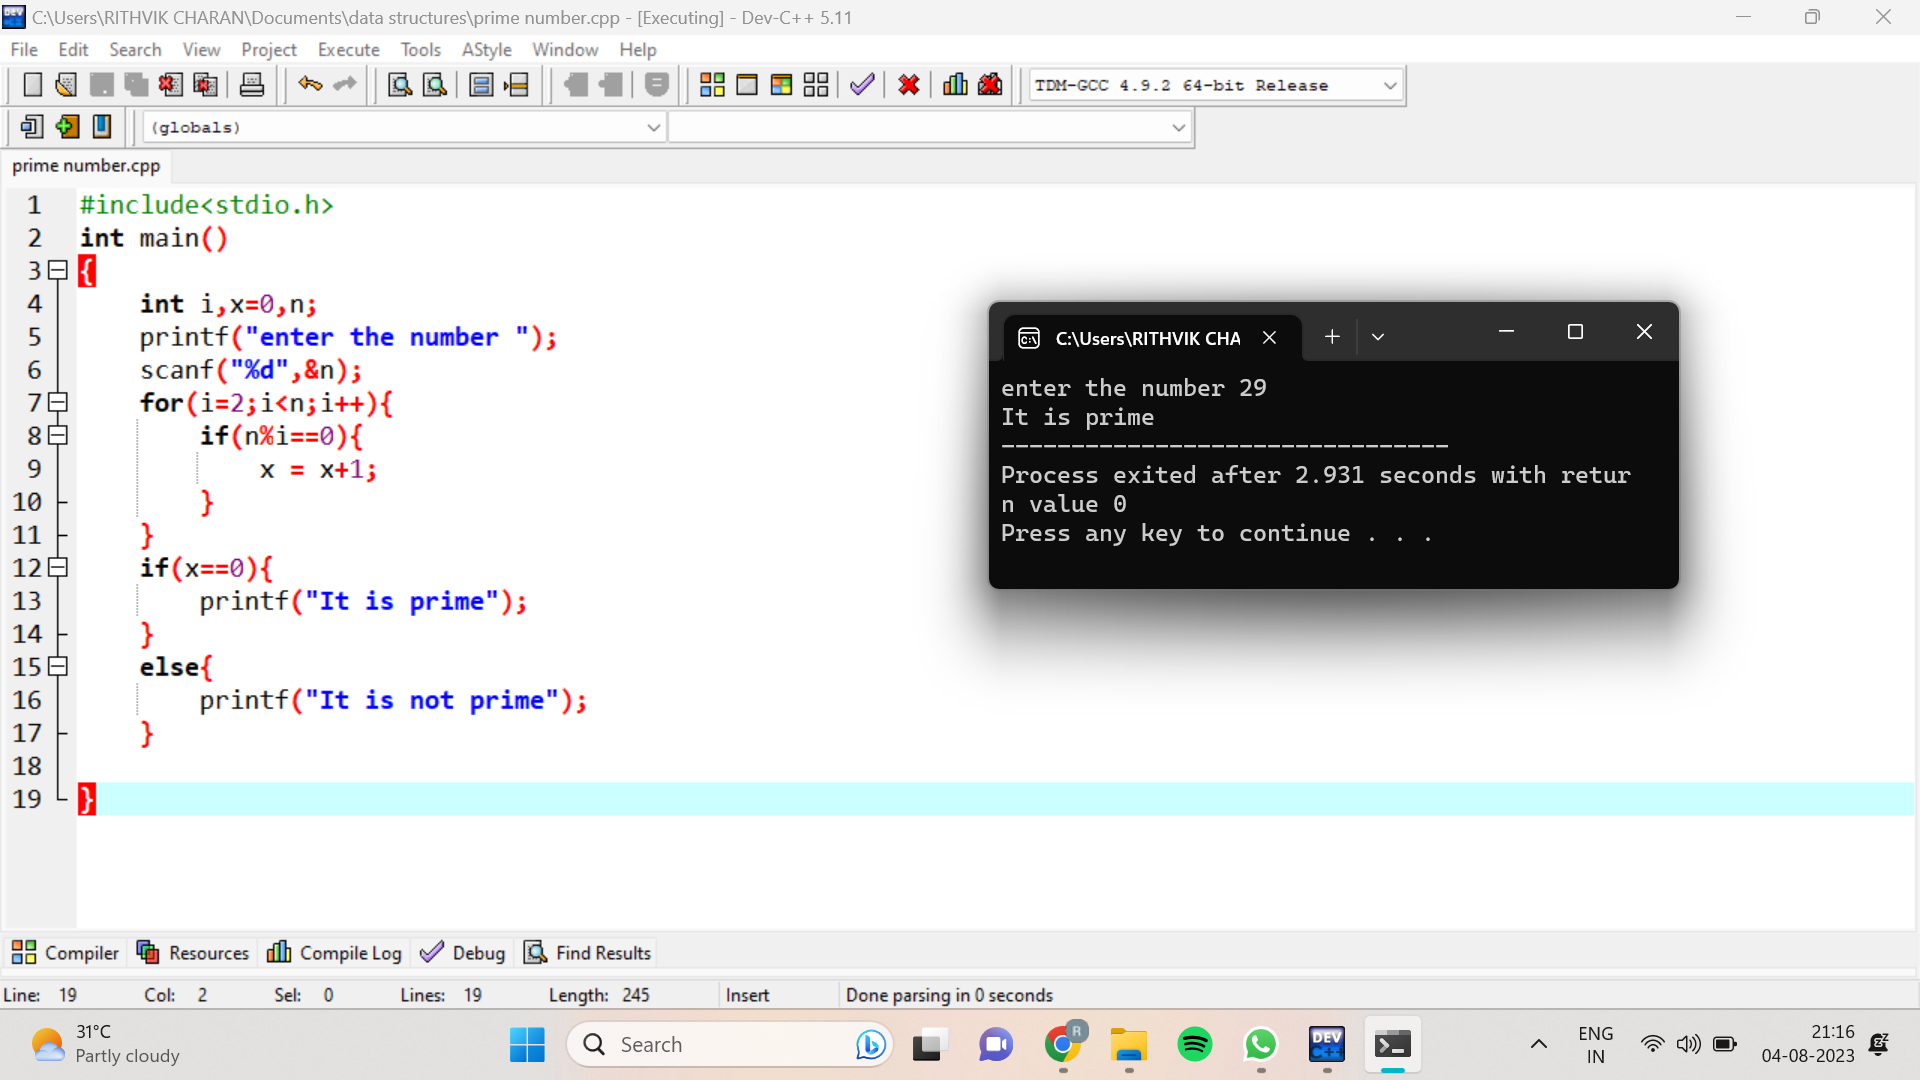 C:\Users\RITHVIK CHARAN\Documents\data structures\prime number.cpp - [Executing] - Dev-C++ 5.11
File Edit Search View Project Execute Tools AStyle Window Help
TDM-GCC 4.9.2 64-bit Release
(globals)
prime number.cpp
1 #include<stdio.h>
2 int main()
3 {
4 int i,x=0,n;
5 printf("enter the number ");
6 scanf("%d",&n);
7 for(i=2;i<n;i++){
8 if(n%i==0){
9 x = x+1;
10 }
11 }
12 if(x==0){
13 printf("It is prime");
14 }
15 else{
16 printf("It is not prime");
17 }
18
19 }
C:\Users\RITHVIK CHA
enter the number 29
It is prime
--------------------------------
Process exited after 2.931 seconds with retur
n value 0
Press any key to continue . . .
Compiler Resources Compile Log Debug Find Results
Line: 19 Col: 2 Sel: 0 Lines: 19 Length: 245 Insert Done parsing in 0 seconds
31°C
Partly cloudy
Search
R
DEV
C++
ENG
IN
21:16
04-08-2023